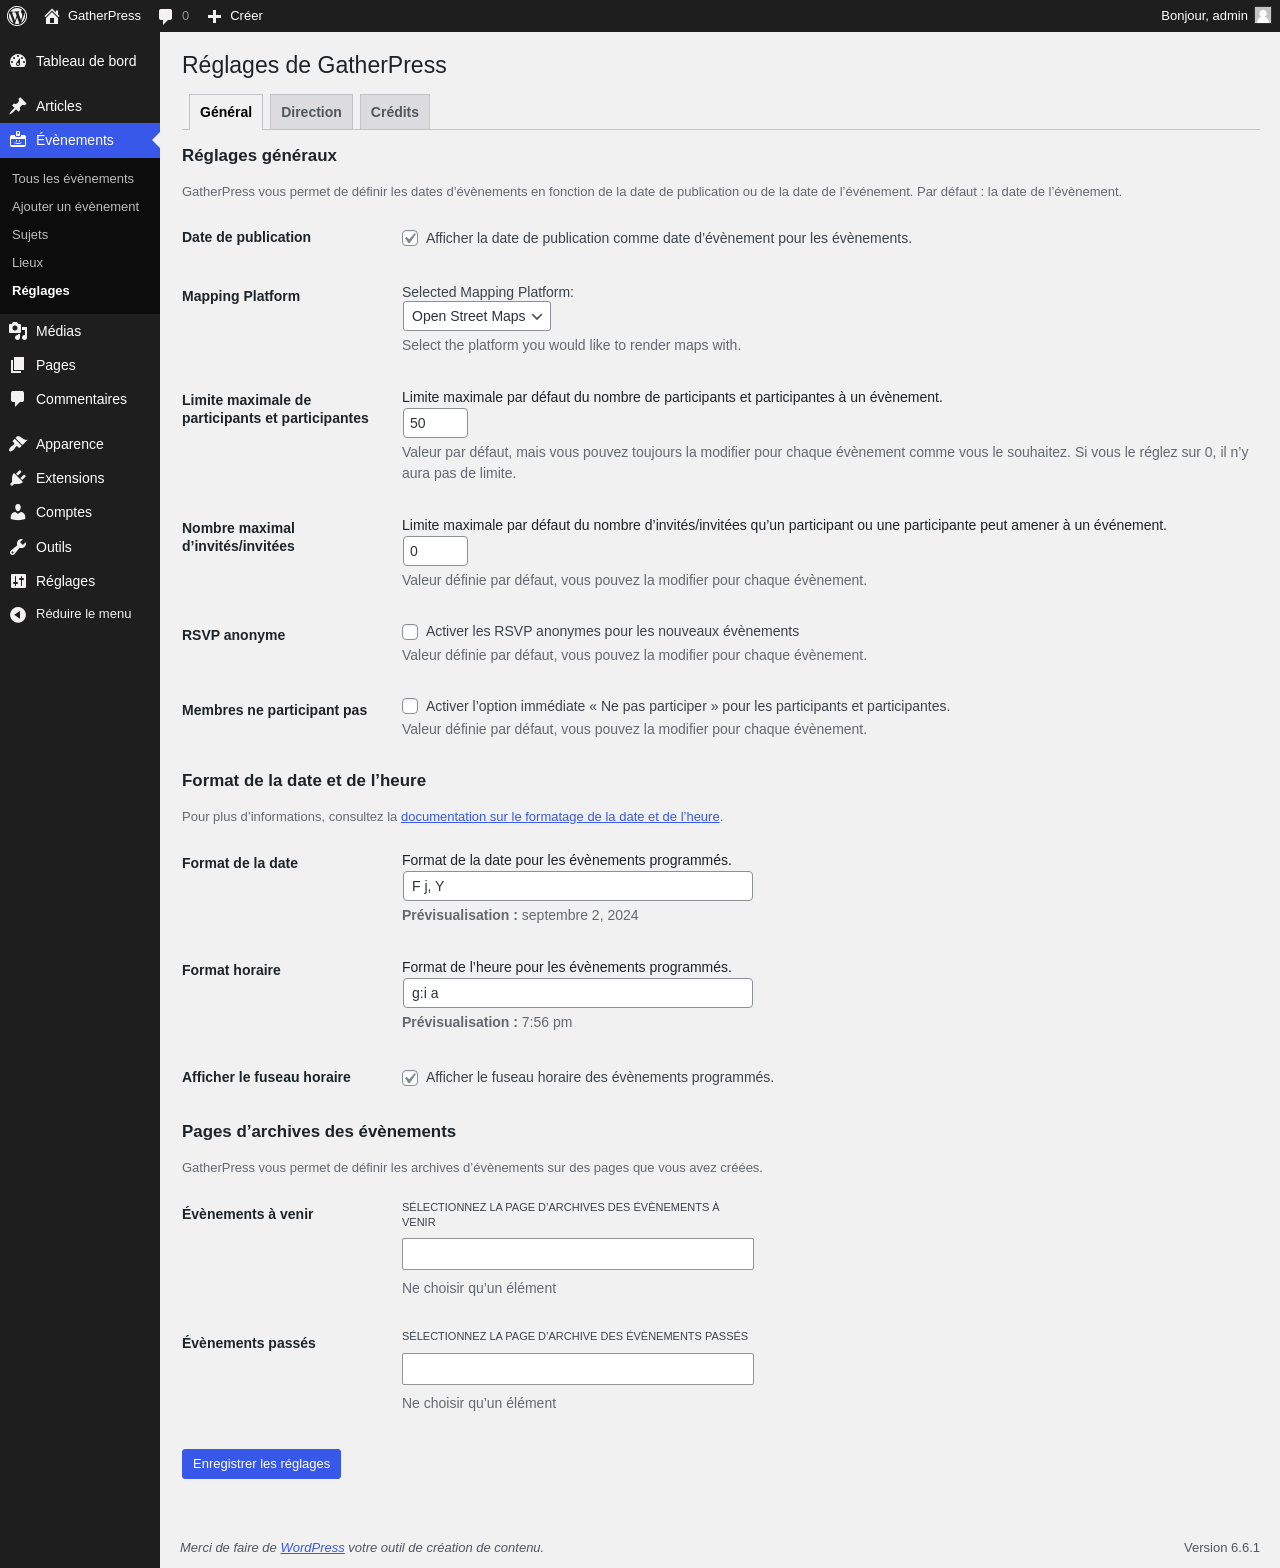 GatherPress
0
Créer
Bonjour, admin
Tableau de bord
Articles
Évènements
Tous les évènements
Ajouter un évènement
Sujets
Lieux
Réglages
Médias
Pages
Commentaires
Apparence
Extensions
Comptes
Outils
Réglages
Réduire le menu
Réglages de GatherPress
Général
Direction
Crédits
Réglages généraux
GatherPress vous permet de définir les dates d’évènements en fonction de la date de publication ou de la date de l’événement. Par défaut : la date de l’évènement.
Date de publication
Afficher la date de publication comme date d’évènement pour les évènements.
Mapping Platform
Selected Mapping Platform:
Open Street Maps
Select the platform you would like to render maps with.
Limite maximale de
participants et participantes
Limite maximale par défaut du nombre de participants et participantes à un évènement.
50
Valeur par défaut, mais vous pouvez toujours la modifier pour chaque évènement comme vous le souhaitez. Si vous le réglez sur 0, il n’y
aura pas de limite.
Nombre maximal
d’invités/invitées
Limite maximale par défaut du nombre d’invités/invitées qu’un participant ou une participante peut amener à un événement.
0
Valeur définie par défaut, vous pouvez la modifier pour chaque évènement.
RSVP anonyme
Activer les RSVP anonymes pour les nouveaux évènements
Valeur définie par défaut, vous pouvez la modifier pour chaque évènement.
Membres ne participant pas
Activer l’option immédiate « Ne pas participer » pour les participants et participantes.
Valeur définie par défaut, vous pouvez la modifier pour chaque évènement.
Format de la date et de l’heure
Pour plus d’informations, consultez la documentation sur le formatage de la date et de l’heure.
Format de la date
Format de la date pour les évènements programmés.
F j, Y
Prévisualisation : septembre 2, 2024
Format horaire
Format de l’heure pour les évènements programmés.
g:i a
Prévisualisation : 7:56 pm
Afficher le fuseau horaire
Afficher le fuseau horaire des évènements programmés.
Pages d’archives des évènements
GatherPress vous permet de définir les archives d’évènements sur des pages que vous avez créées.
Évènements à venir
SÉLECTIONNEZ LA PAGE D’ARCHIVES DES ÉVÈNEMENTS À
VENIR
Ne choisir qu’un élément
Évènements passés
SÉLECTIONNEZ LA PAGE D’ARCHIVE DES ÉVÈNEMENTS PASSÉS
Ne choisir qu’un élément
Enregistrer les réglages
Merci de faire de WordPress votre outil de création de contenu.
Version 6.6.1